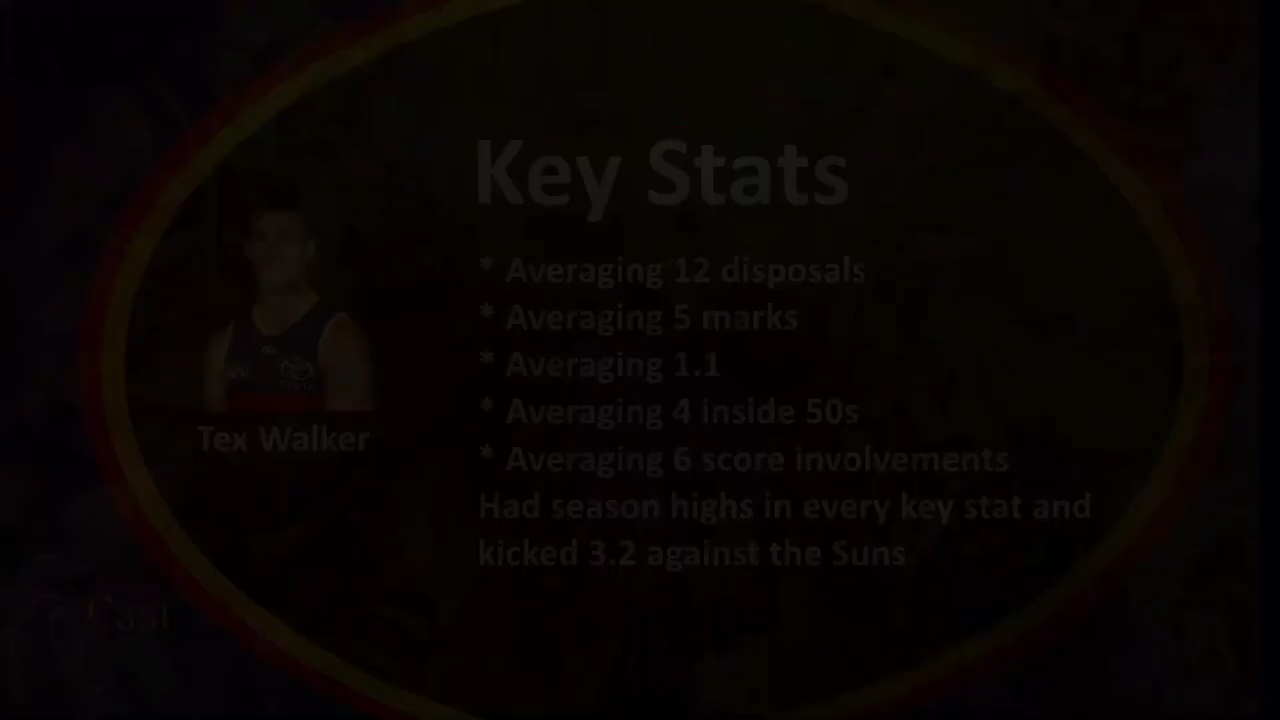 Key Stats
* Averaging 12 disposals
* Averaging 5 marks
* Averaging 1.1
* Averaging 4 inside 50s
* Averaging 6 score involvements
Had season highs in every key stat and
kicked 3.2 against the Suns
Tex Walker